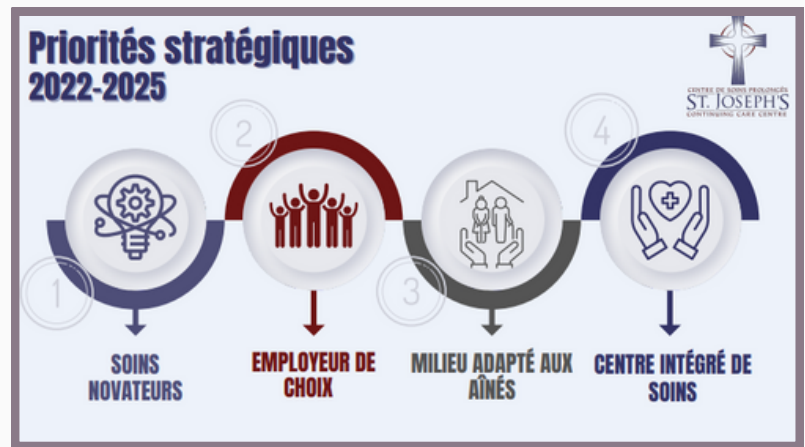 Priorités stratégiques
2022-2025
CENTRE DE SOINS PROLONGÉS
ST. JOSEPH'S
CONTINUING CARE CENTRE
1
2
3
4
SOINS
NOVATEURS
EMPLOYEUR DE
CHOIX
MILIEU ADAPTÉ AUX
AÎNÉS
CENTRE INTÉGRÉ DE
SOINS